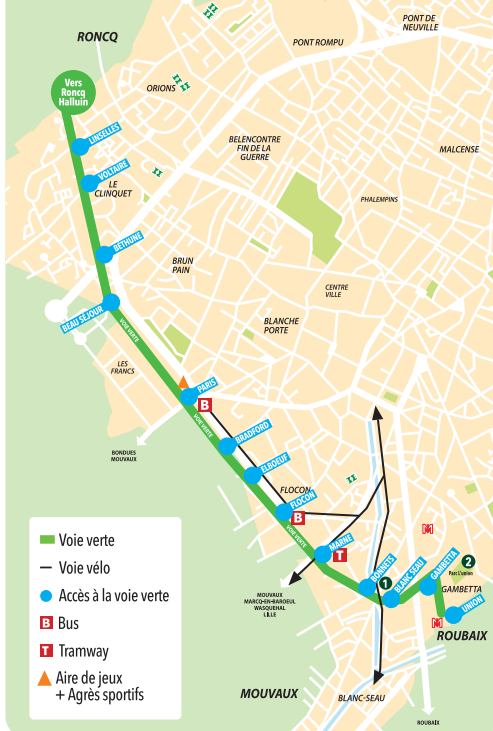 RONCQ
PONT DE
NEUVILLE
PONT ROMPU
Vers
Roncq
Halluin
ORIONS
LINSELLES
BELENCONTRE
FIN DE LA
GUERRE
MALCENSE
VOLTAIRE
LE
CLINQUET
PHALEMPINS
BETHUNE
BRUN
PAIN
CENTRE
VILLE
BEAU SEJOUR
VOIE VERTE
BLANCHE
PORTE
LES
FRANCS
PARIS
B
VOIE VERTE
BRADFORD
BONDUES
MOUVAUX
ELBOEUF
FLOCON
FLOCON
B
VOIE VERTE
MARNE
T
BONNETS
1
BLANC SEAU
GAMBETTA
2
Parc L'union
GAMBETTA
UNION
ROUBAIX
MOUVAUX
MARCQ-EN-BAROEUL
WASQUEHAL
LILLE
MOUVAUX
BLANC-SEAU
ROUBAIX
Voie verte
Voie vélo
Accès à la voie verte
B Bus
T Tramway
Aire de jeux
+ Agrès sportifs